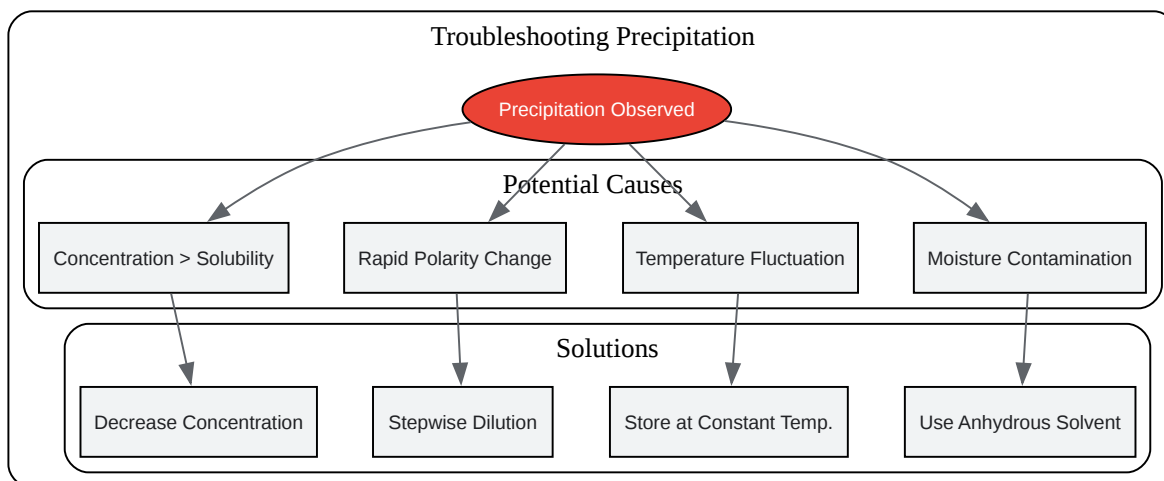 Troubleshooting Precipitation
Precipitation Observed
Potential Causes
Concentration > Solubility
Rapid Polarity Change
Temperature Fluctuation
Moisture Contamination
Solutions
Decrease Concentration
Stepwise Dilution
Store at Constant Temp.
Use Anhydrous Solvent